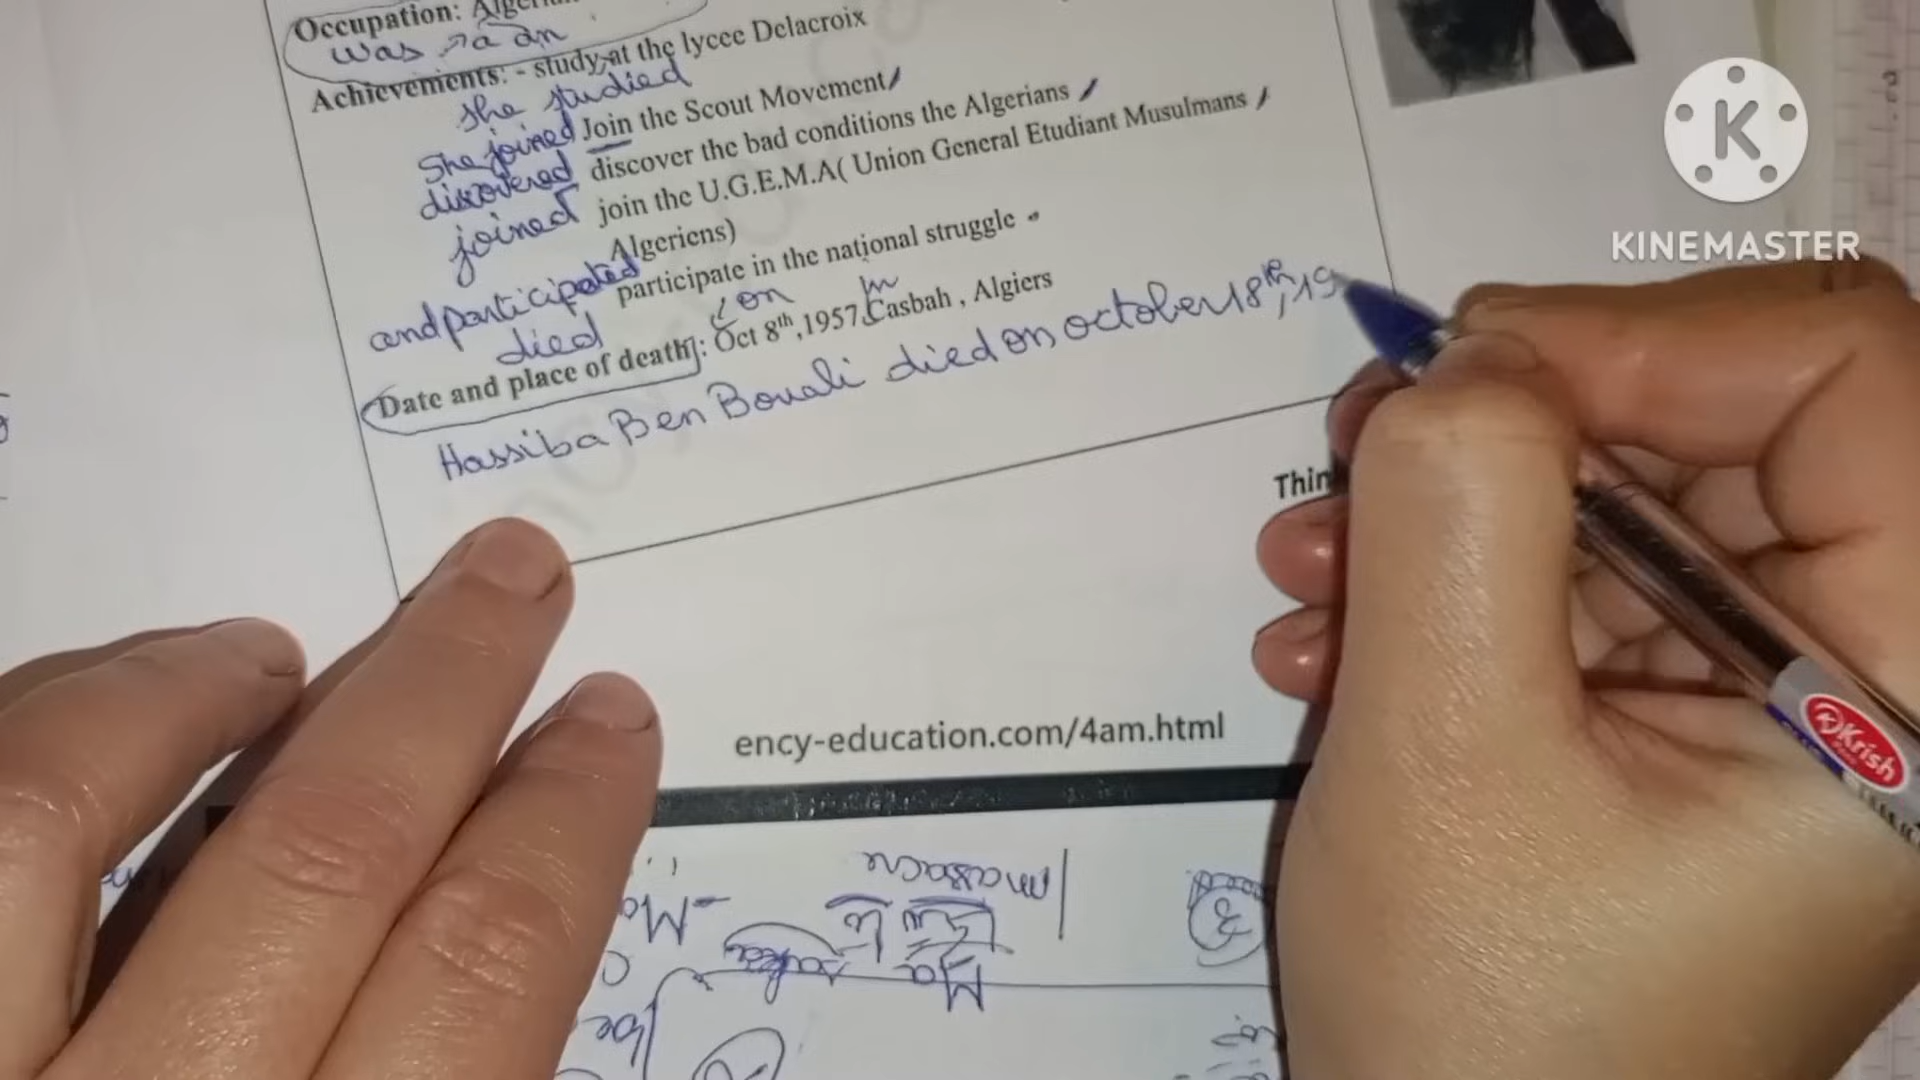 Occupation: Algerian
was → a an
Achievements: - study at the lycee Delacroix
she studied
She joined Join the Scout Movement
discovered discover the bad conditions the Algerians
joined join the U.G.E.M.A( Union General Etudiant Musulmans
Algeriens)
and participated participate in the national struggle
died on In
Date and place of death: Oct 8th,1957,Casbah , Algiers
Hassiba Ben Bouali died on october 18th, 19
Thin
ency-education.com/4am.html
massacre
Ma
KINEMASTER
K
Krish